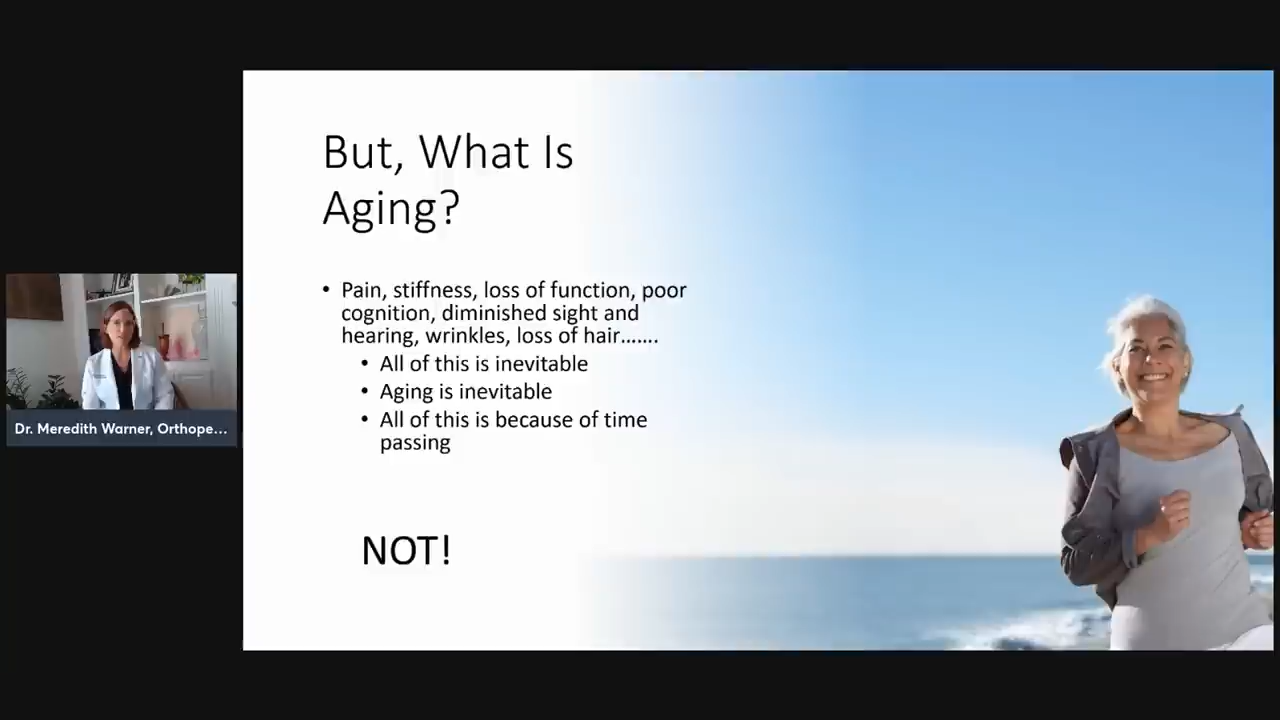 But, What Is
Aging?
• Pain, stiffness, loss of function, poor
cognition, diminished sight and
hearing, wrinkles, loss of hair…….
• All of this is inevitable
• Aging is inevitable
• All of this is because of time
passing
NOT!
Dr. Meredith Warner, Orthope...